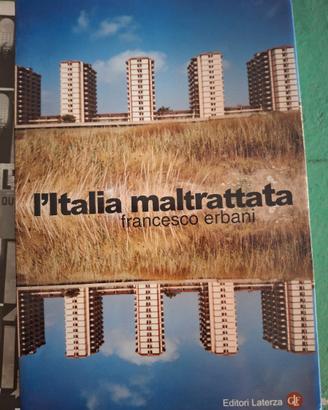 l'Italia maltrattata
francesco erbani
Editori Laterza